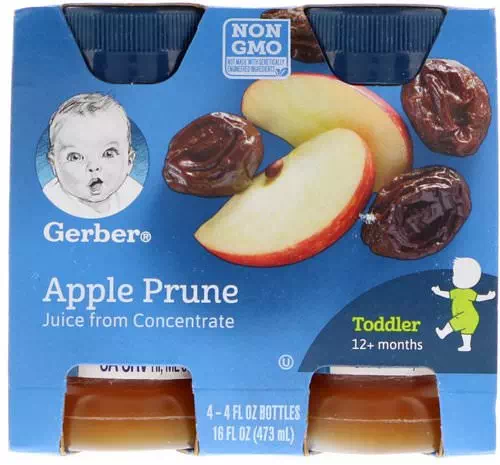 NON
GMO
NOT MADE WITH GENETICALLY
ENGINEERED INGREDIENTS
Gerber®
Apple Prune
Juice from Concentrate
Toddler
12+ months
U
4 – 4 FL OZ BOTTLES
16 FL OZ (473 mL)